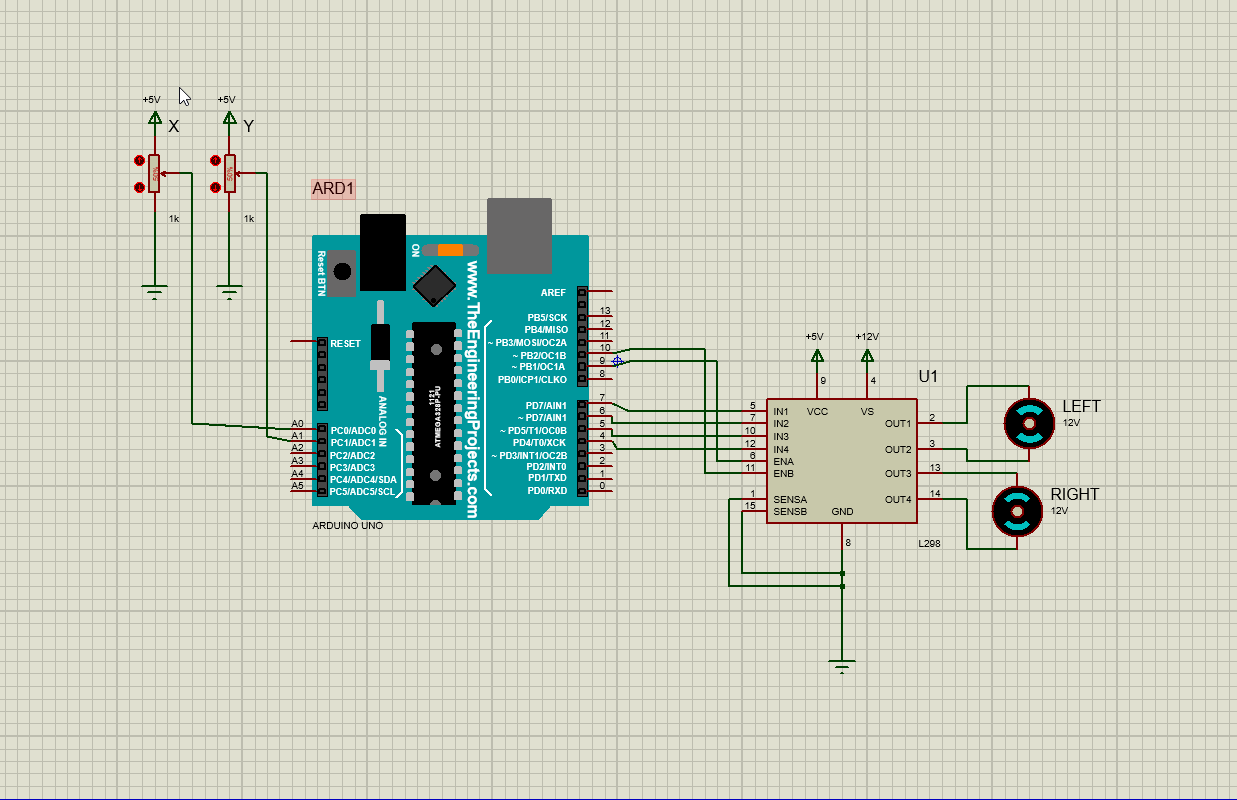 +5V
+5V
X
Y
50%
50%
1k
1k
ARD1
Reset BTN
ON
www.TheEngineeringProjects.com
RESET
ANALOG IN
1121
ATMEGA328P-PU
AREF
PB5/SCK 13
PB4/MISO 12
~ PB3/MOSI/OC2A 11
~ PB2/OC1B 10
~ PB1/OC1A 9
PB0/ICP1/CLKO 8
PD7/AIN1 7
~ PD7/AIN1 6
~ PD5/T1/OC0B 5
PD4/T0/XCK 4
~ PD3/INT1/OC2B 3
PD2/INT0 2
PD1/TXD 1
PD0/RXD 0
A0 PC0/ADC0
A1 PC1/ADC1
A2 PC2/ADC2
A3 PC3/ADC3
A4 PC4/ADC4/SDA
A5 PC5/ADC5/SCL
ARDUINO UNO
+5V
+12V
9
4
U1
VCC
VS
5 IN1
7 IN2
10 IN3
12 IN4
6 ENA
11 ENB
1 SENSA
15 SENSB
GND
8
OUT1 2
OUT2 3
OUT3 13
OUT4 14
L298
LEFT
12V
RIGHT
12V